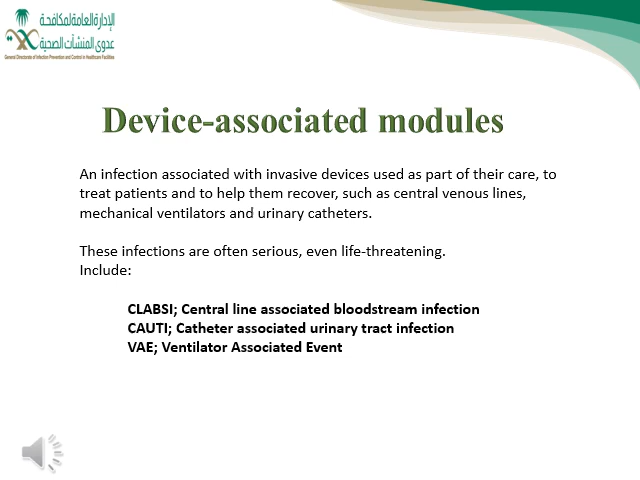 الإدارة العامة لمكافحة
عدوى المنشآت الصحية
General Directorate of Infection Prevention and Control in Healthcare Facilities
Device-associated modules
An infection associated with invasive devices used as part of their care, to
treat patients and to help them recover, such as central venous lines,
mechanical ventilators and urinary catheters.
These infections are often serious, even life-threatening.
Include:
CLABSI; Central line associated bloodstream infection
CAUTI; Catheter associated urinary tract infection
VAE; Ventilator Associated Event